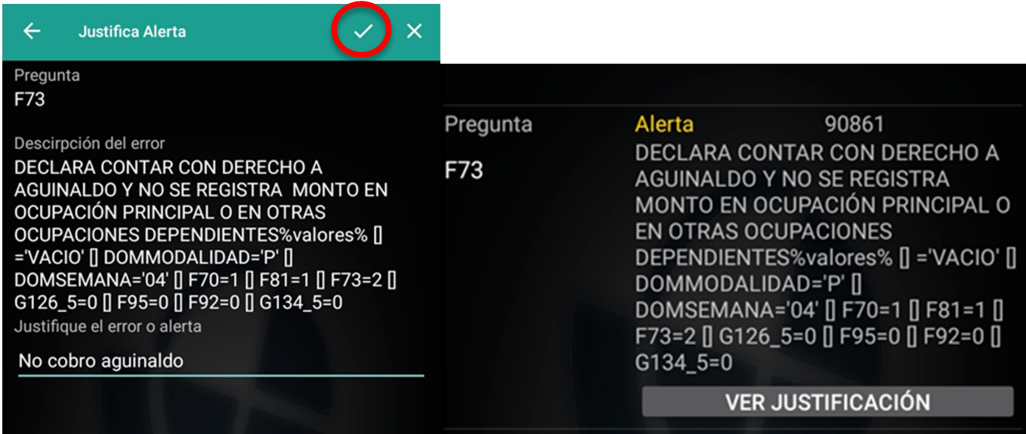 Justifica Alerta
Pregunta
F73
Descirpción del error
DECLARA CONTAR CON DERECHO A
AGUINALDO Y NO SE REGISTRA  MONTO EN
OCUPACIÓN PRINCIPAL O EN OTRAS
OCUPACIONES DEPENDIENTES%valores% []
='VACIO' [] DOMMODALIDAD='P' []
DOMSEMANA='04' [] F70=1 [] F81=1 [] F73=2 []
G126_5=0 [] F95=0 [] F92=0 [] G134_5=0
Justifique el error o alerta
No cobro aguinaldo
Pregunta
F73
Alerta 90861
DECLARA CONTAR CON DERECHO A
AGUINALDO Y NO SE REGISTRA
MONTO EN OCUPACIÓN PRINCIPAL O
EN OTRAS OCUPACIONES
DEPENDIENTES%valores% [] ='VACIO' []
DOMMODALIDAD='P' []
DOMSEMANA='04' [] F70=1 [] F81=1 []
F73=2 [] G126_5=0 [] F95=0 [] F92=0 []
G134_5=0
VER JUSTIFICACIÓN